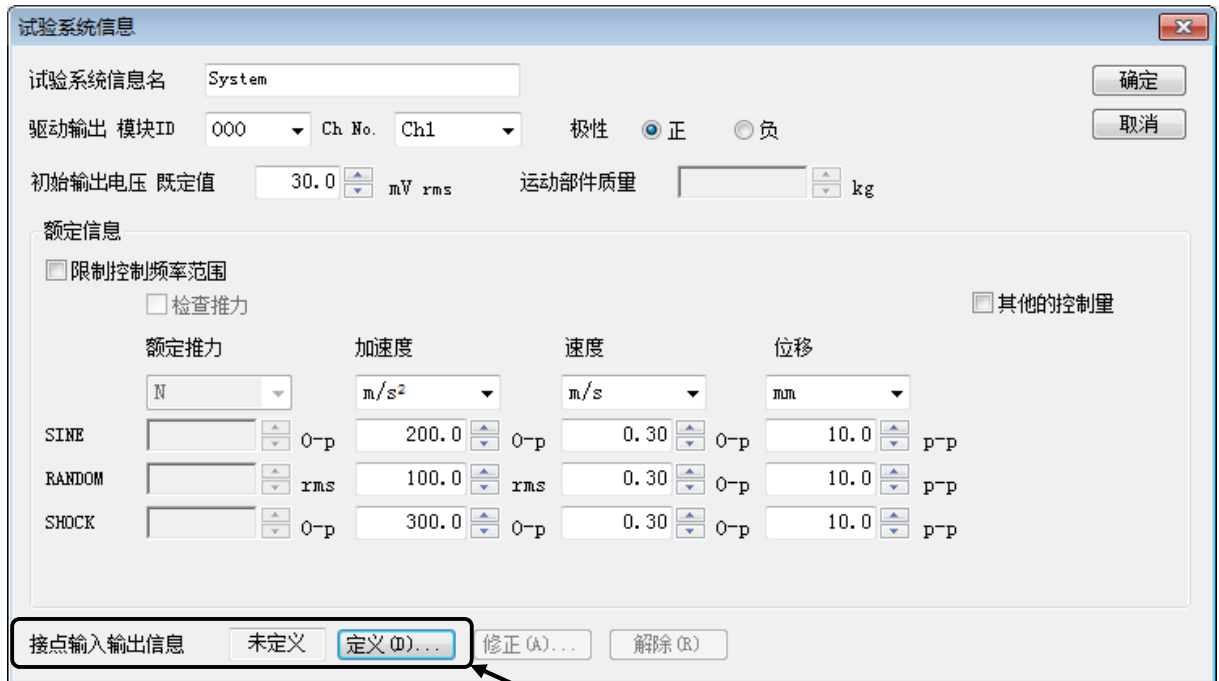 试验系统信息
试验系统信息名 System 确定
驱动输出 模块ID 000 Ch No. Ch1 极性 正 负 取消
初始输出电压 既定值 30.0 mV rms 运动部件质量 kg
额定信息
限制控制频率范围
检查推力 其他的控制量
额定推力 加速度 速度 位移
N m/s² m/s mm
SINE 0-p 200.0 0-p 0.30 0-p 10.0 p-p
RANDOM rms 100.0 rms 0.30 0-p 10.0 p-p
SHOCK 0-p 300.0 0-p 0.30 0-p 10.0 p-p
接点输入输出信息 未定义 定义(D)... 修正(A)... 解除(R)